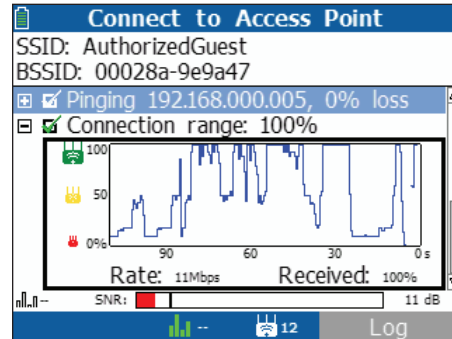 Connect to Access Point
SSID: AuthorizedGuest
BSSID: 00028a-9e9a47
Pinging 192.168.000.005, 0% loss
Connection range: 100%
100
50
0%
90 60 30 0 s
Rate: 11Mbps Received: 100%
-- SNR: 11 dB
-- 12 Log